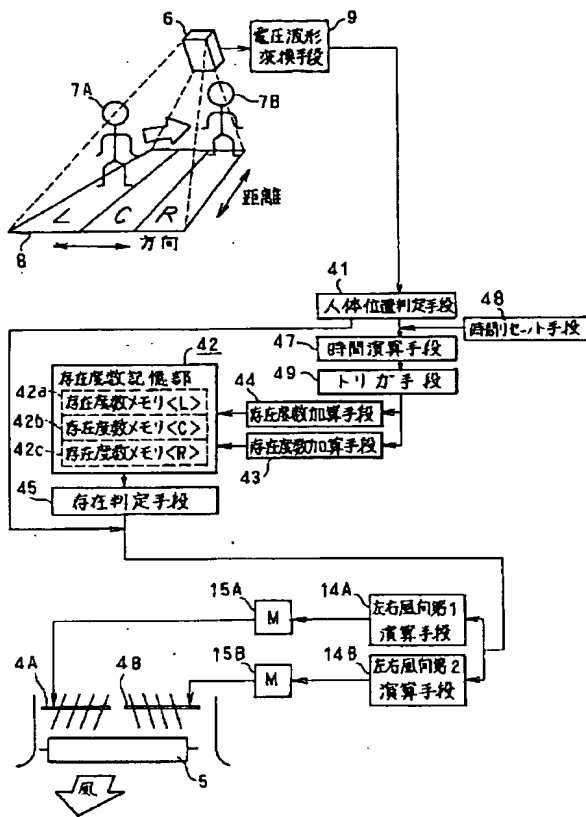 6
9
電圧波形
変換手段
7A
7B
距離
L C R
8
方向
41
人体位置判定手段
48
時間リセット手段
47
時間演算手段
49
トリガ手段
42
存在度数記憶部
42a
存在度数メモリ<L>
42b
存在度数メモリ<C>
42c
存在度数メモリ<R>
44
存在度数加算手段
43
存在度数加算手段
45
存在判定手段
15A
M
14A
左右風向第1
演算手段
15B
M
14B
左右風向第2
演算手段
4A
4B
5
風